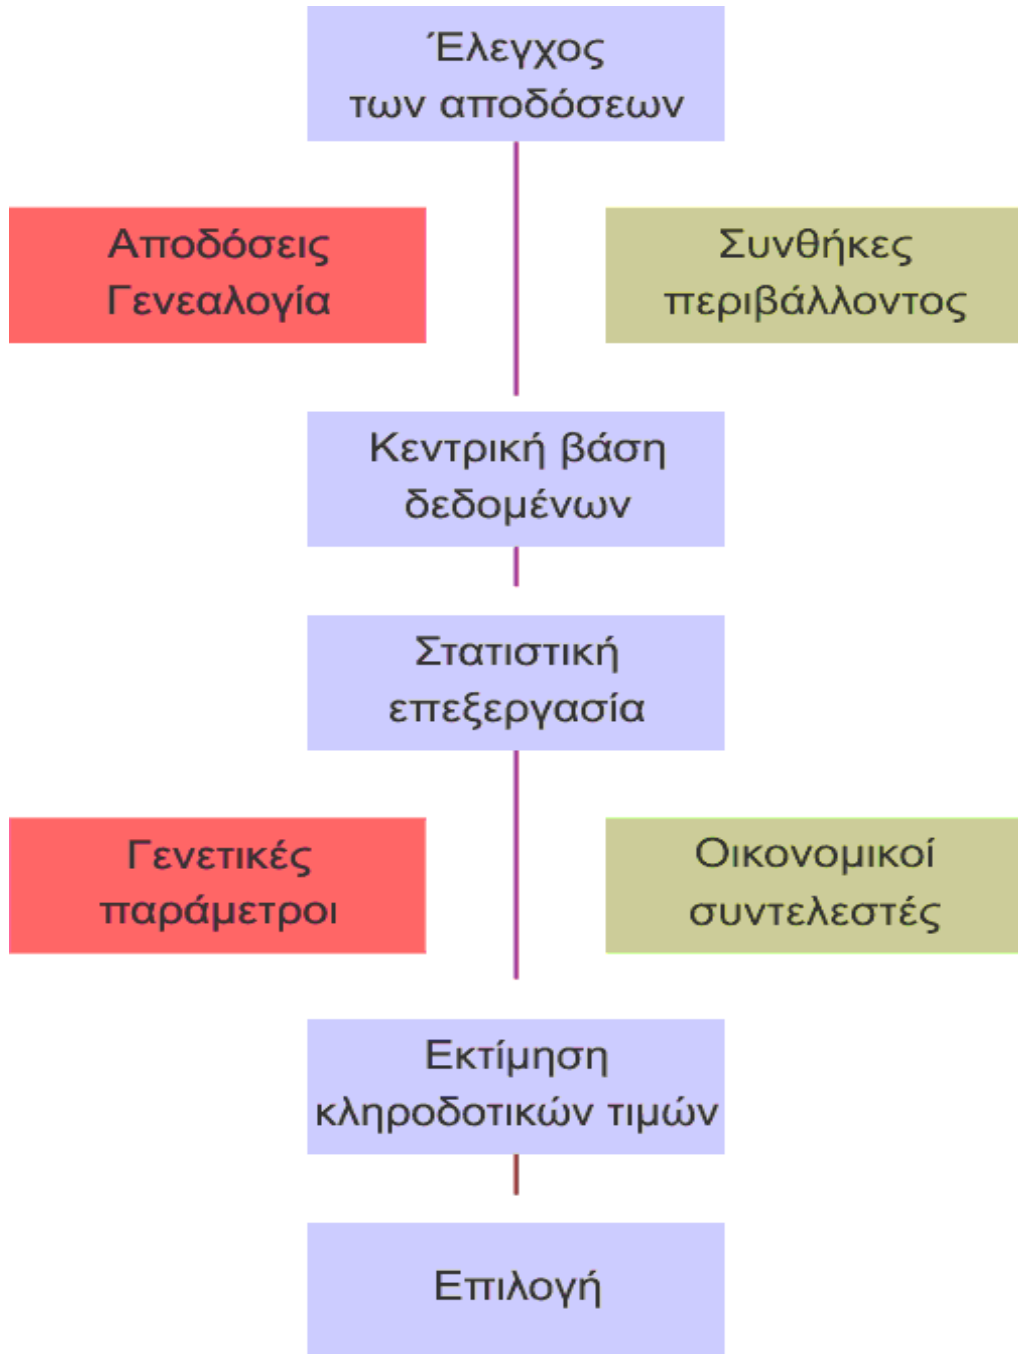 Έλεγχος
των αποδόσεων
Αποδόσεις
Γενεαλογία
Συνθήκες
περιβάλλοντος
Κεντρική βάση
δεδομένων
Στατιστική
επεξεργασία
Γενετικές
παράμετροι
Οικονομικοί
συντελεστές
Εκτίμηση
κληροδοτικών τιμών
Επιλογή